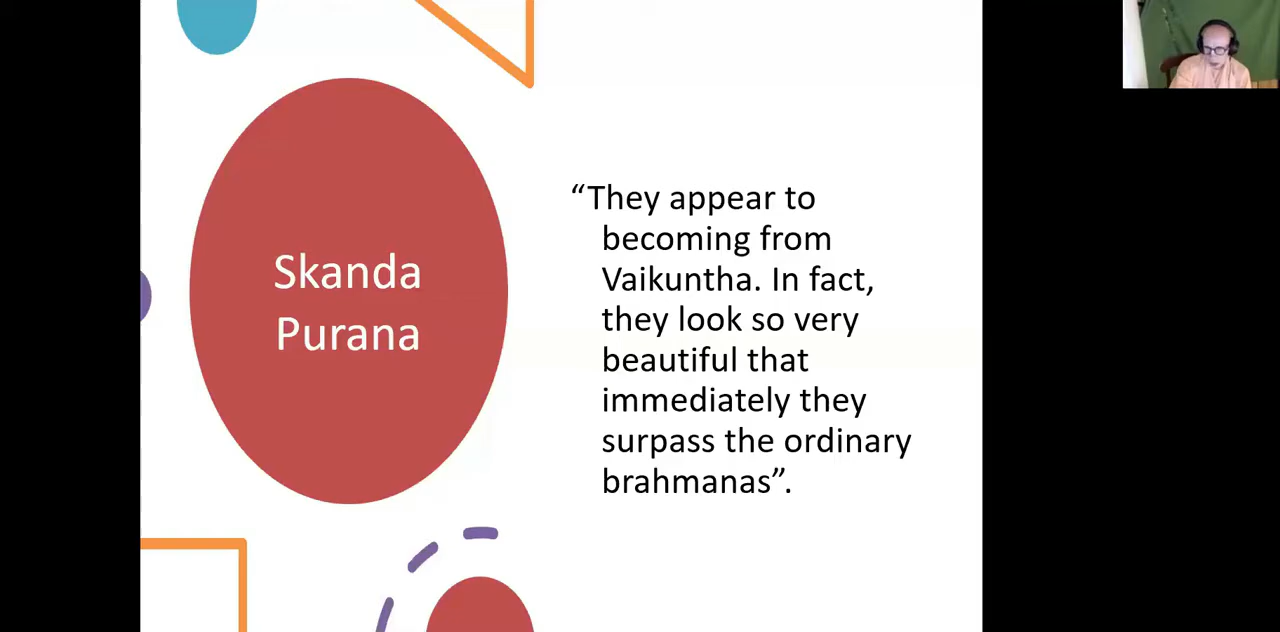 Skanda
Purana
“They appear to
becoming from
Vaikuntha. In fact,
they look so very
beautiful that
immediately they
surpass the ordinary
brahmanas”.